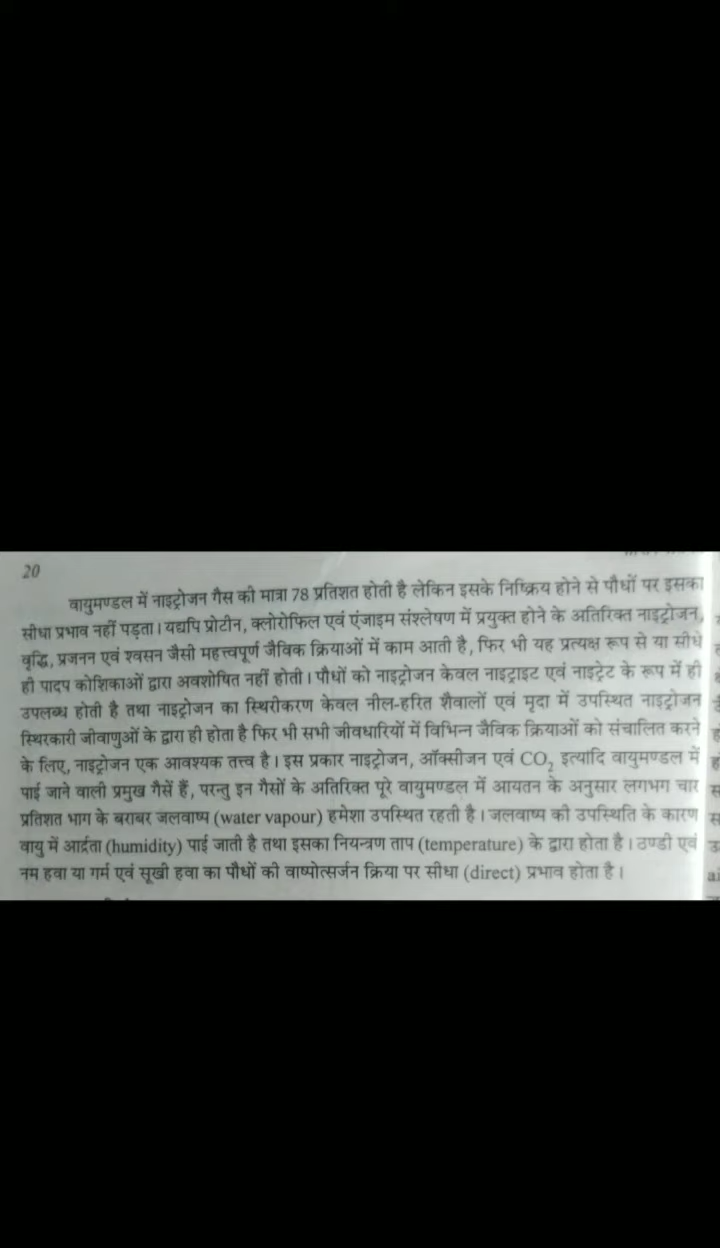 20
वायुमण्डल में नाइट्रोजन गैस की मात्रा 78 प्रतिशत होती है लेकिन इसके निष्क्रिय होने से पौधों पर इसका
सीधा प्रभाव नहीं पड़ता। यद्यपि प्रोटीन, क्लोरोफिल एवं एंजाइम संश्लेषण में प्रयुक्त होने के अतिरिक्त नाइट्रोजन,
वृद्धि, प्रजनन एवं श्वसन जैसी महत्त्वपूर्ण जैविक क्रियाओं में काम आती है, फिर भी यह प्रत्यक्ष रूप से या सीधे
ही पादप कोशिकाओं द्वारा अवशोषित नहीं होती। पौधों को नाइट्रोजन केवल नाइट्राइट एवं नाइट्रेट के रूप में ही
उपलब्ध होती है तथा नाइट्रोजन का स्थिरीकरण केवल नील-हरित शैवालों एवं मृदा में उपस्थित नाइट्रोजन
स्थिरकारी जीवाणुओं के द्वारा ही होता है फिर भी सभी जीवधारियों में विभिन्न जैविक क्रियाओं को संचालित करने
के लिए, नाइट्रोजन एक आवश्यक तत्त्व है। इस प्रकार नाइट्रोजन, ऑक्सीजन एवं CO₂ इत्यादि वायुमण्डल में
पाई जाने वाली प्रमुख गैसें हैं, परन्तु इन गैसों के अतिरिक्त पूरे वायुमण्डल में आयतन के अनुसार लगभग चार
प्रतिशत भाग के बराबर जलवाष्प (water vapour) हमेशा उपस्थित रहती है। जलवाष्प की उपस्थिति के कारण
वायु में आर्द्रता (humidity) पाई जाती है तथा इसका नियन्त्रण ताप (temperature) के द्वारा होता है। ठण्डी एवं
नम हवा या गर्म एवं सूखी हवा का पौधों की वाष्पोत्सर्जन क्रिया पर सीधा (direct) प्रभाव होता है।